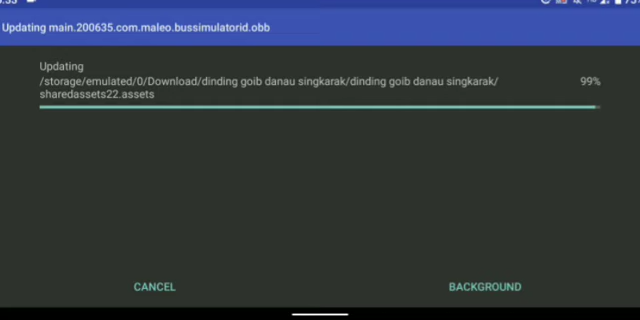 Updating main.200635.com.maleo.bussimulatorid.obb
Updating
/storage/emulated/0/Download/dinding goib danau singkarak/dinding goib danau singkarak/
sharedassets22.assets
99%
CANCEL
BACKGROUND